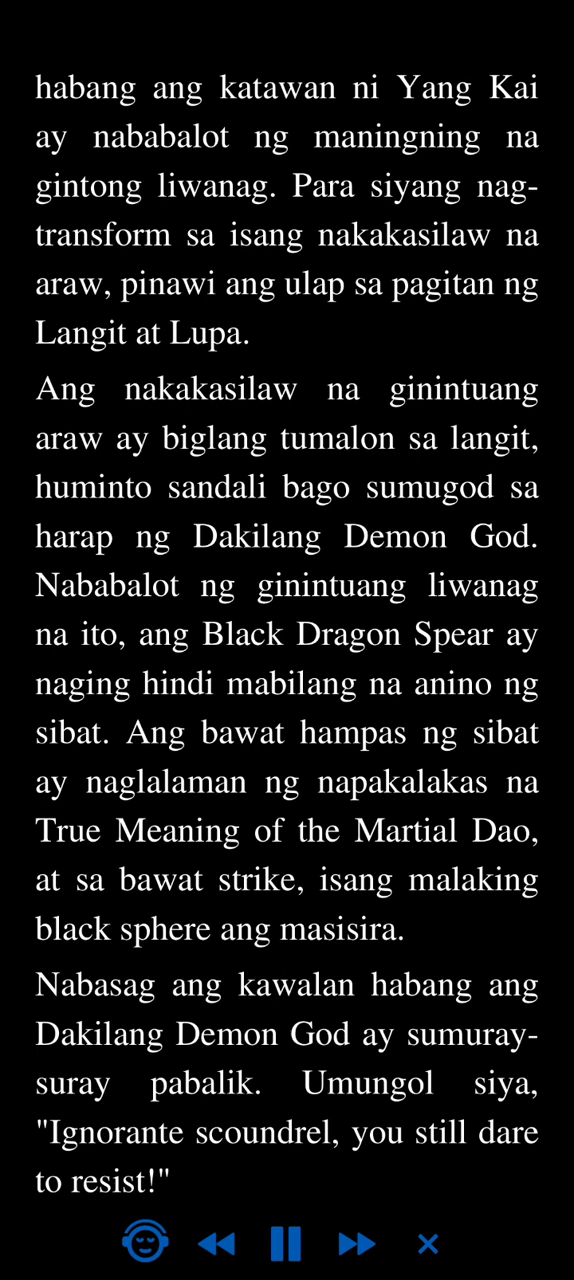 habang ang katawan ni Yang Kai
ay nababalot ng maningning na
gintong liwanag. Para siyang nag-
transform sa isang nakakasilaw na
araw, pinawi ang ulap sa pagitan ng
Langit at Lupa.
Ang nakakasilaw na ginintuang
araw ay biglang tumalon sa langit,
huminto sandali bago sumugod sa
harap ng Dakilang Demon God.
Nababalot ng ginintuang liwanag
na ito, ang Black Dragon Spear ay
naging hindi mabilang na anino ng
sibat. Ang bawat hampas ng sibat
ay naglalaman ng napakalakas na
True Meaning of the Martial Dao,
at sa bawat strike, isang malaking
black sphere ang masisira.
Nabasag ang kawalan habang ang
Dakilang Demon God ay sumuray-
suray pabalik. Umungol siya,
"Ignorante scoundrel, you still dare
to resist!"